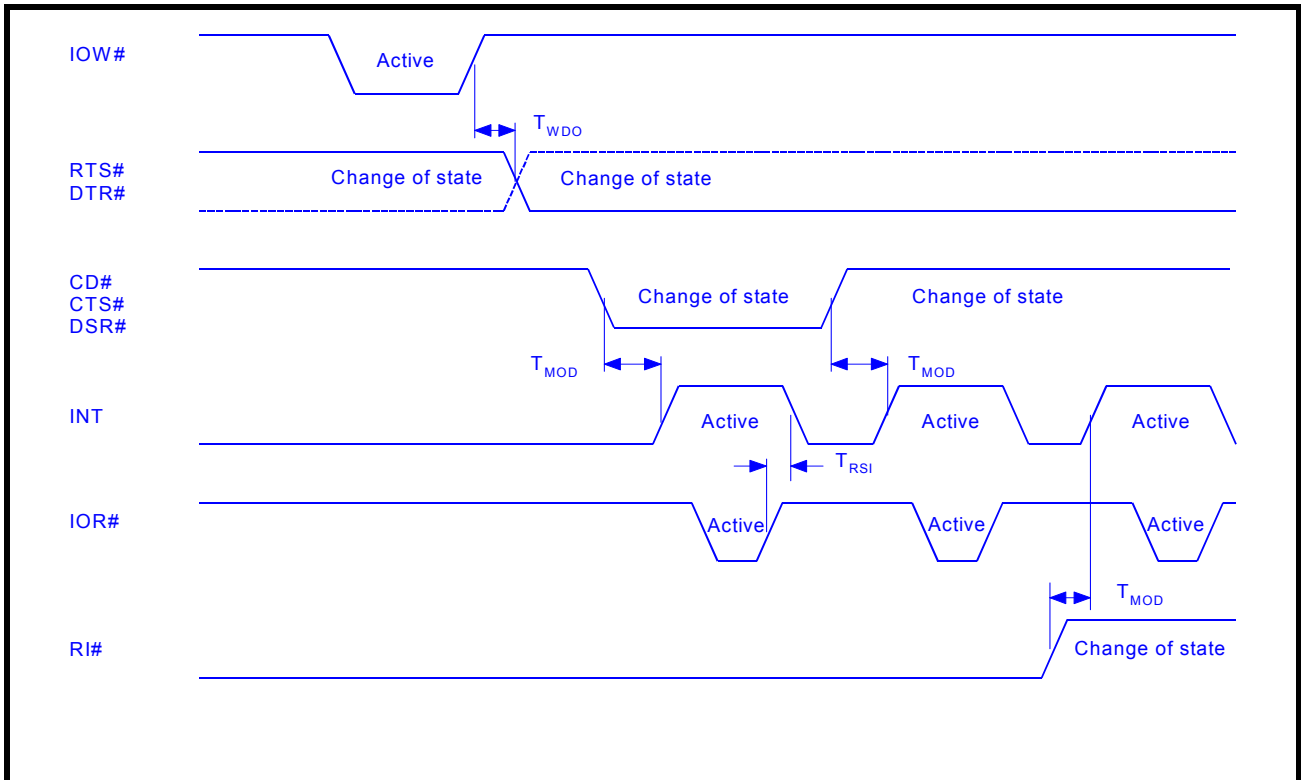 IOW#
Active
TWDO
RTS#
DTR#
Change of state
Change of state
CD#
CTS#
DSR#
Change of state
Change of state
TMOD
TMOD
INT
Active
Active
Active
TRSI
IOR#
Active
Active
Active
TMOD
RI#
Change of state